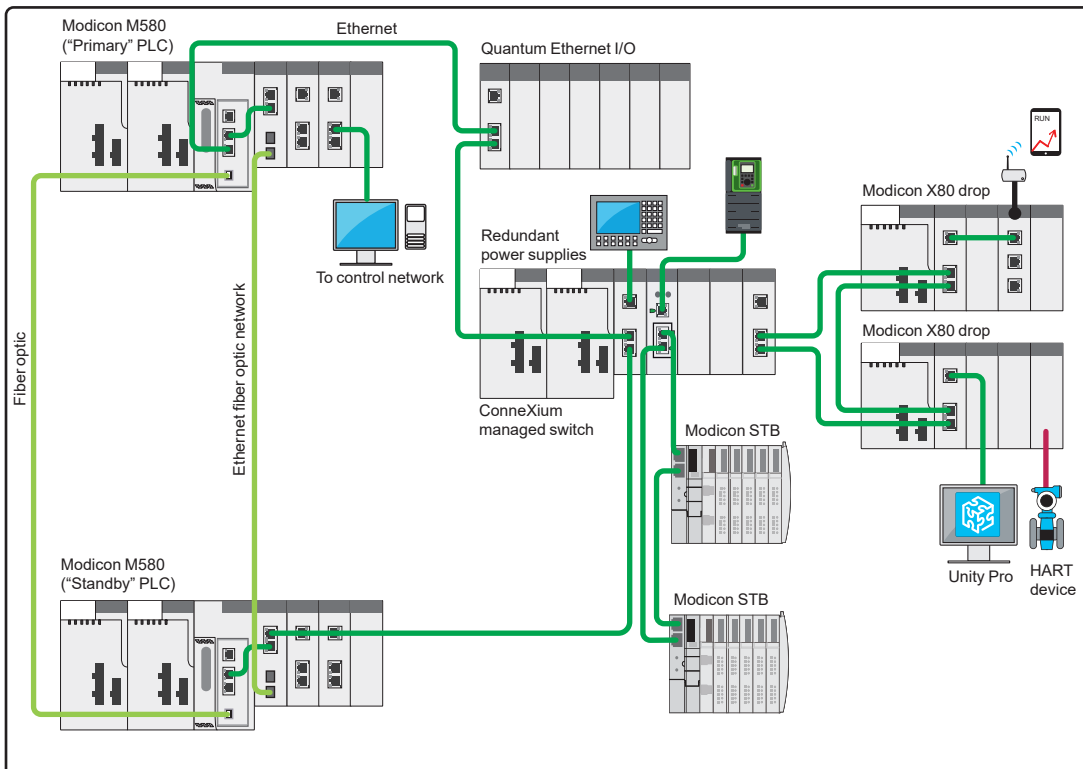 Modicon M580
(“Primary” PLC)
Ethernet
Quantum Ethernet I/O
RUN
Modicon X80 drop
Redundant
power supplies
To control network
Modicon X80 drop
Fiber optic
Ethernet fiber optic network
ConneXium
managed switch
Modicon STB
Modicon M580
(“Standby” PLC)
Unity Pro
HART
device
Modicon STB